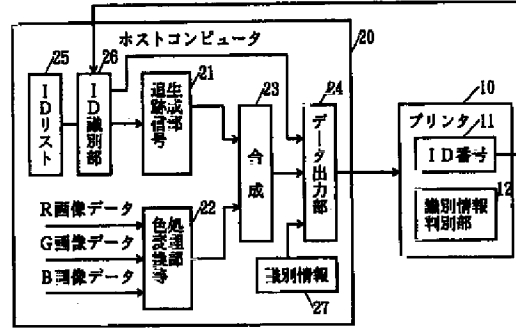 ホストコンピュータ
20
25
IDリスト
26
ID識別部
21
追跡信号
生成部
23
合成
24
データ出力部
R画像データ
G画像データ
B画像データ
22
色変換等
処理部
識別情報
27
10
プリンタ
11
ID番号
12
識別情報
判別部